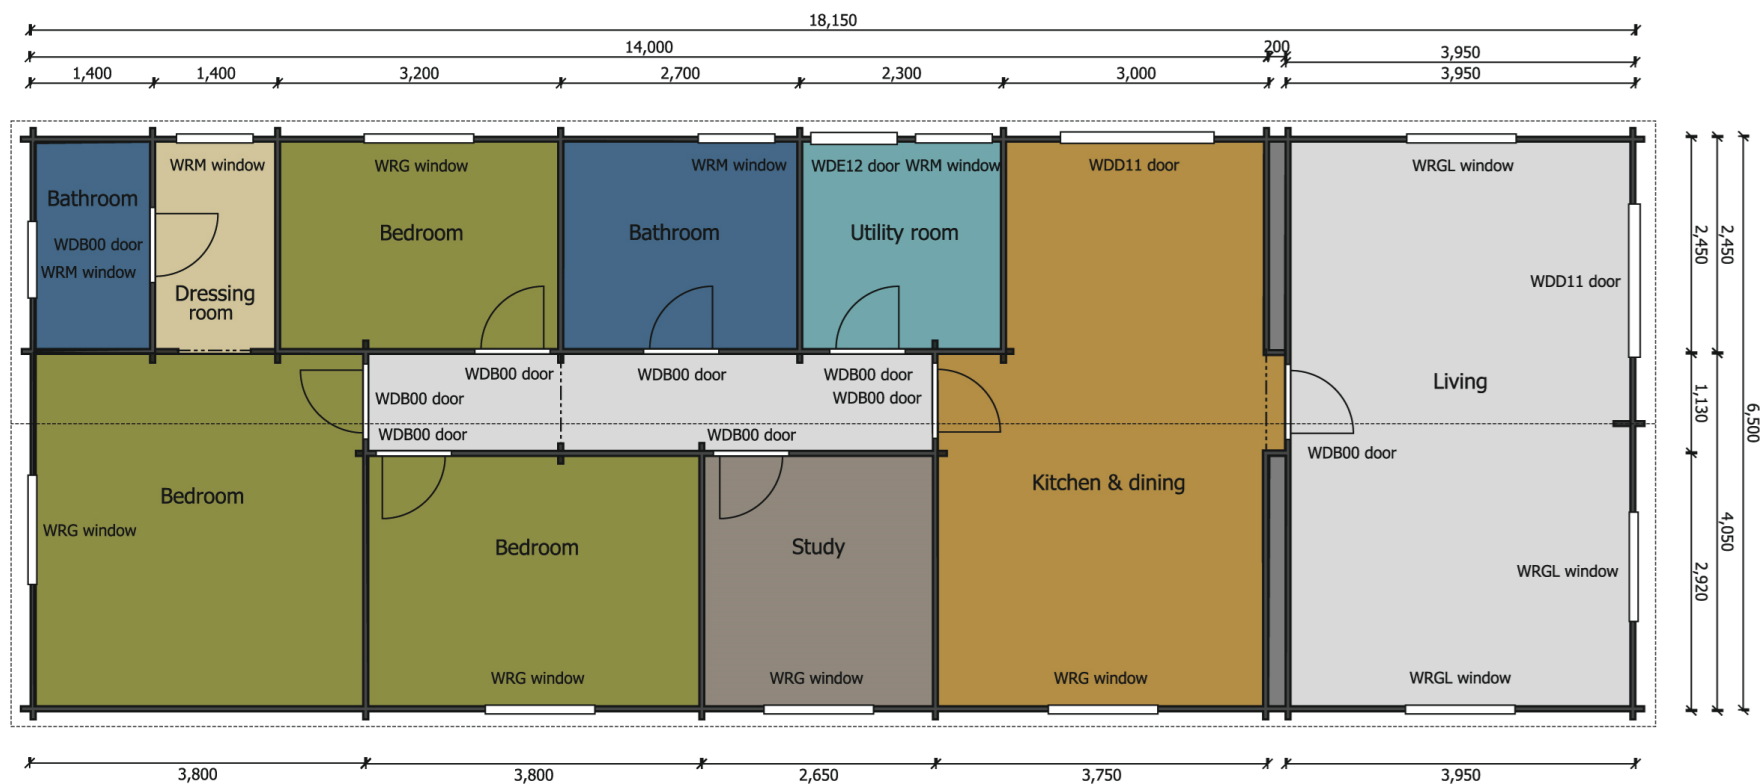 18,150
14,000
200
3,950
1,400
1,400
3,200
2,700
2,300
3,000
3,950
WRM window
WRG window
WRM window
WDE12 door
WRM window
WDD11 door
WRGL window
Bathroom
Bedroom
Bathroom
Utility room
WDB00 door
WRM window
WDD11 door
Dressing
room
2,450
2,450
WDB00 door
WDB00 door
WDB00 door
Living
WDB00 door
WDB00 door
1,130
6,500
WDB00 door
WDB00 door
WDB00 door
Bedroom
Kitchen & dining
WRG window
Bedroom
Study
4,050
WRGL window
2,920
WRG window
WRG window
WRG window
WRGL window
3,800
3,800
2,650
3,750
3,950